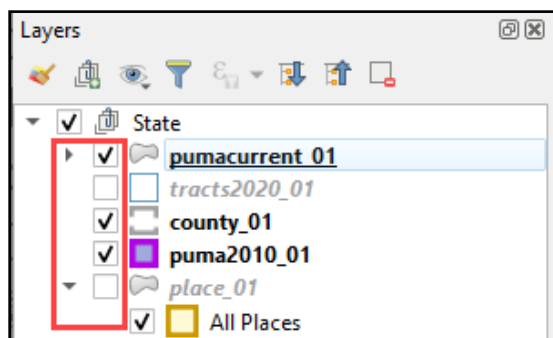 Layers
State
pumacurrent_01
tracts2020_01
county_01
puma2010_01
place_01
All Places